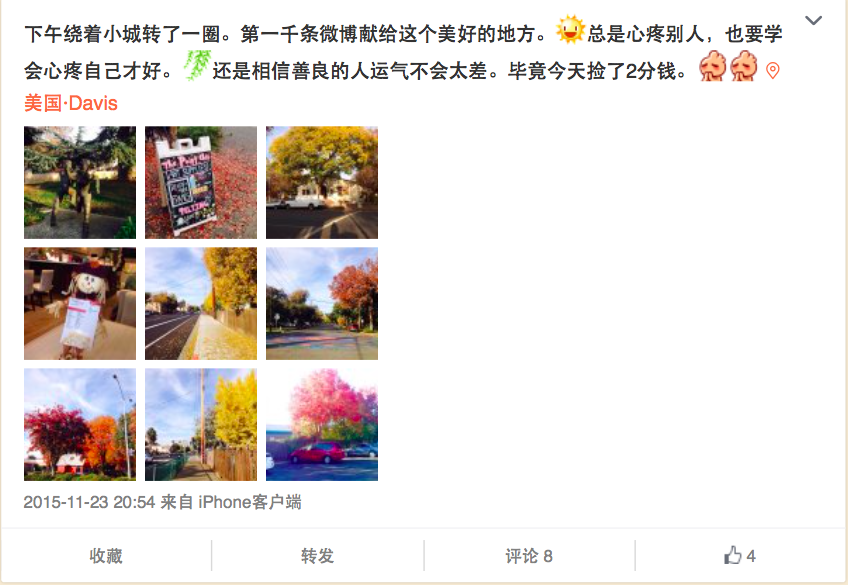 下午绕着小城转了一圈。第一千条微博献给这个美好的地方。总是心疼别人，也要学
会心疼自己才好。还是相信善良的人运气不会太差。毕竟今天捡了2分钱。
美国·Davis
2015-11-23 20:54 来自 iPhone客户端
收藏
转发
评论 8
4